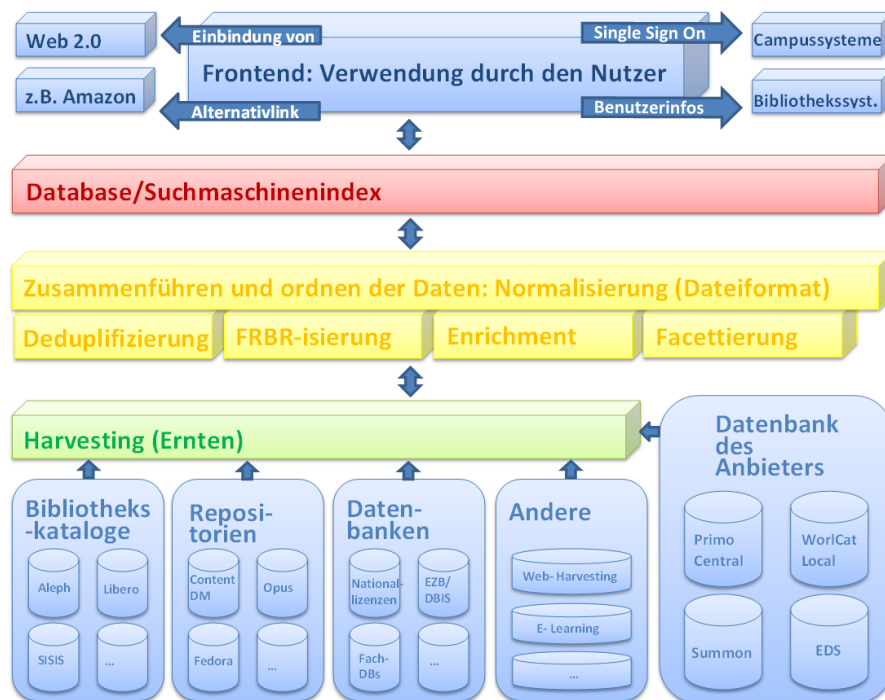 Web 2.0
Einbindung von
Single Sign On
Campussysteme
Frontend: Verwendung durch den Nutzer
z.B. Amazon
Alternativlink
Benutzerinfos
Bibliothekssyst.
Database/Suchmaschinenindex
Zusammenführen und ordnen der Daten: Normalisierung (Dateiformat)
Deduplifizierung
FRBR-isierung
Enrichment
Facettierung
Harvesting (Ernten)
Bibliotheks
-kataloge
Aleph
Libero
SISIS
...
Reposi-
torien
Content
DM
Opus
Fedora
...
Daten-
banken
National-
lizenzen
EZB/
DBIS
Fach-
DBs
...
Andere
Web- Harvesting
E- Learning
...
Datenbank
des
Anbieters
Primo
Central
WorlCat
Local
Summon
EDS